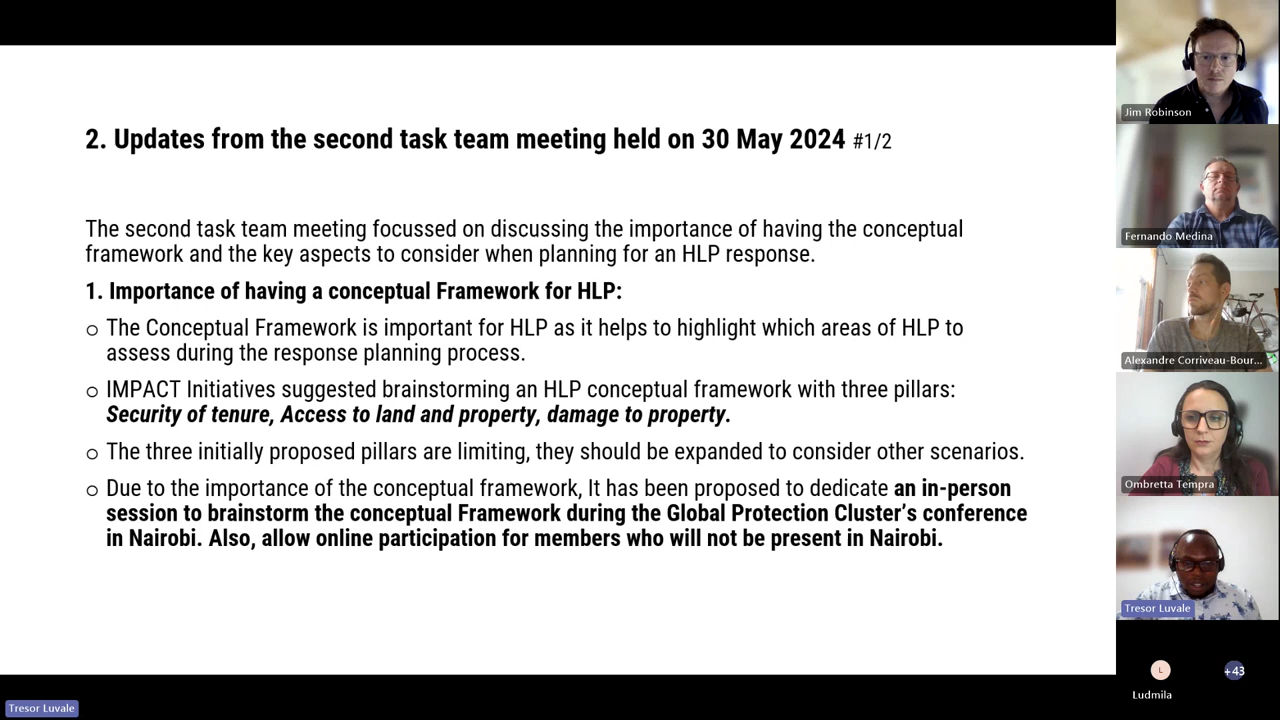 2. Updates from the second task team meeting held on 30 May 2024 #1/2
The second task team meeting focussed on discussing the importance of having the conceptual
framework and the key aspects to consider when planning for an HLP response.
1. Importance of having a conceptual Framework for HLP:
o The Conceptual Framework is important for HLP as it helps to highlight which areas of HLP to
assess during the response planning process.
o IMPACT Initiatives suggested brainstorming an HLP conceptual framework with three pillars:
Security of tenure, Access to land and property, damage to property.
o The three initially proposed pillars are limiting, they should be expanded to consider other scenarios.
o Due to the importance of the conceptual framework, It has been proposed to dedicate an in-person
session to brainstorm the conceptual Framework during the Global Protection Cluster's conference
in Nairobi. Also, allow online participation for members who will not be present in Nairobi.
Jim Robinson
Fernando Medina
Alexandre Corriveau-Bour...
Ombretta Tempra
Tresor Luvale
L
+43
Ludmila
Tresor Luvale